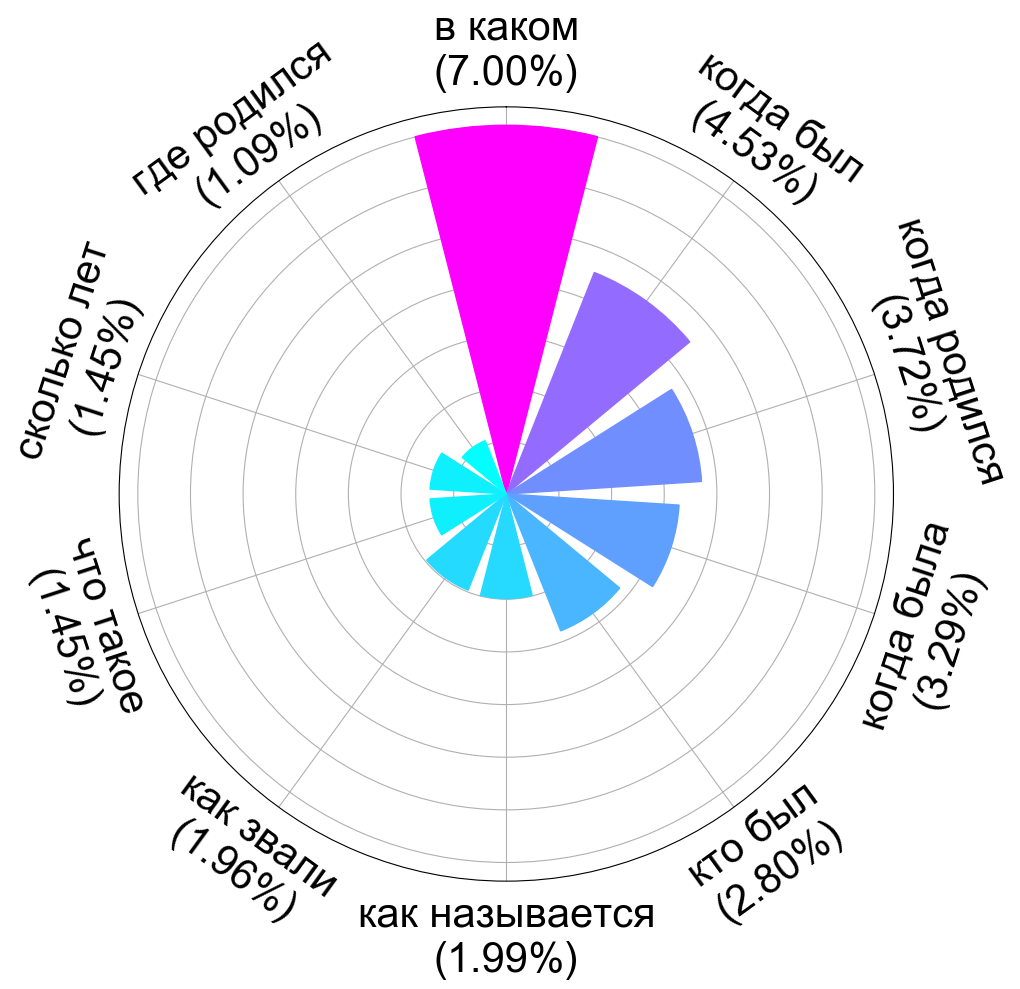 в каком
(7.00%)
когда был
(4.53%)
когда родился
(3.72%)
когда была
(3.29%)
кто был
(2.80%)
как называется
(1.99%)
как звали
(1.96%)
что такое
(1.45%)
сколько лет
(1.45%)
где родился
(1.09%)